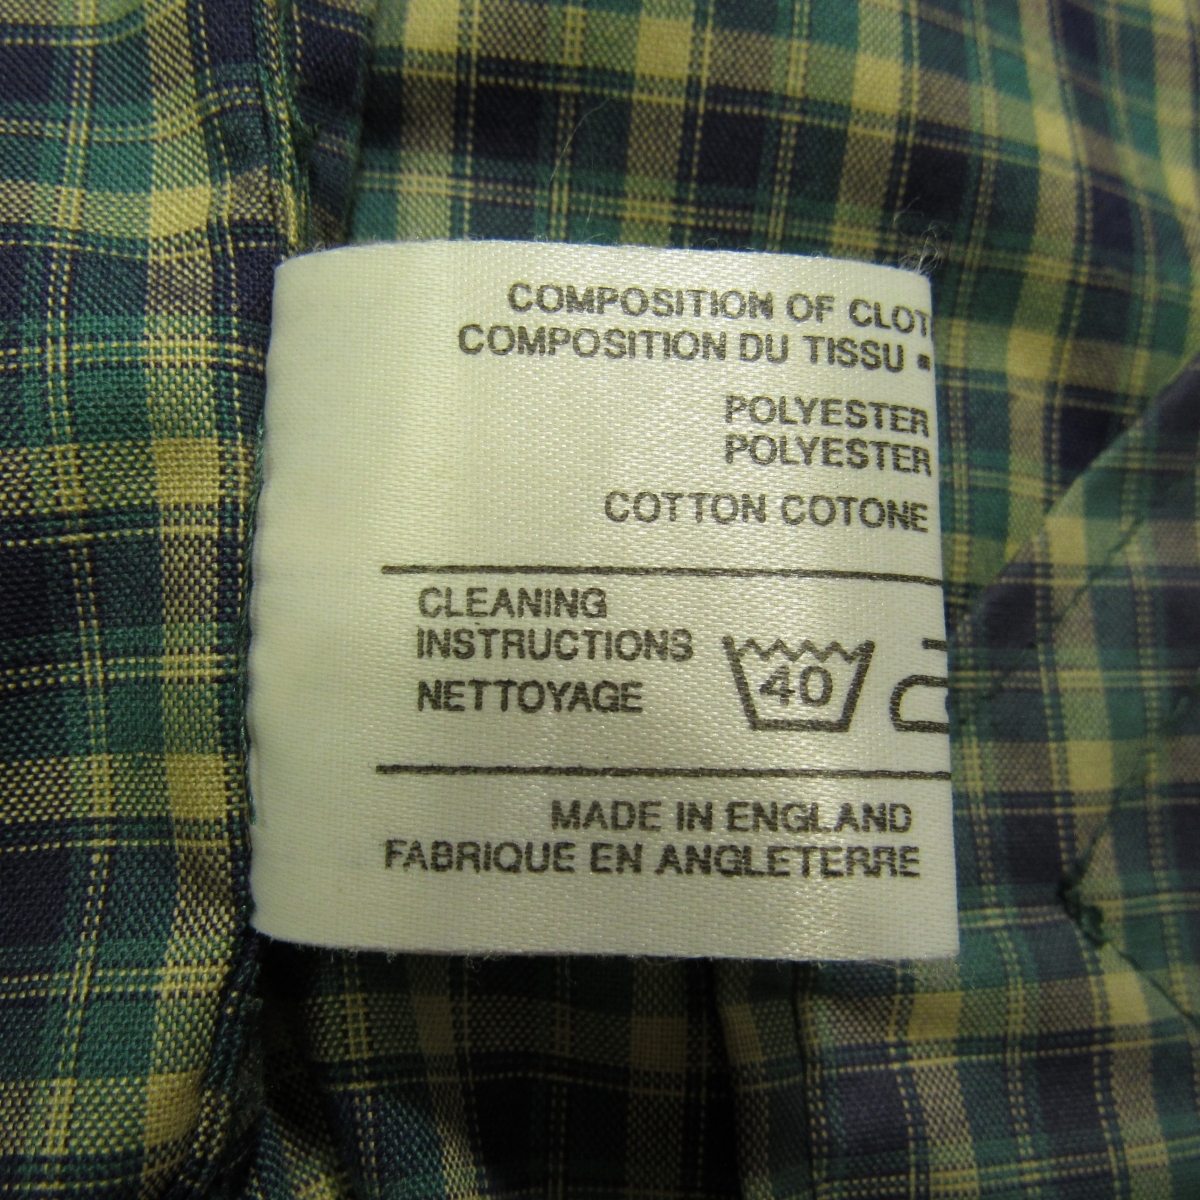 COMPOSITION OF CLOT
COMPOSITION DU TISSU
POLYESTER
POLYESTER
COTTON COTONE
CLEANING
INSTRUCTIONS
NETTOYAGE
40
MADE IN ENGLAND
FABRIQUE EN ANGLETERRE